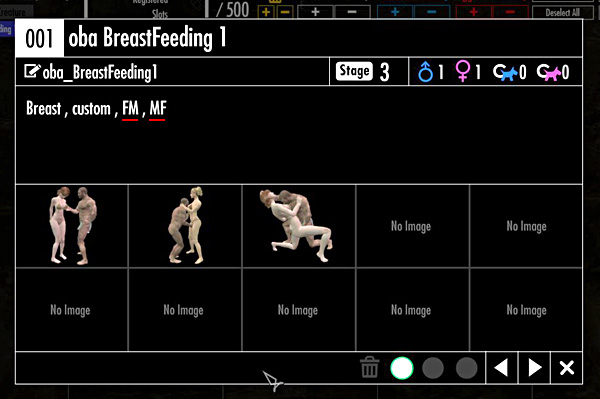 Registered
Slots
/500
Deselect All
001 oba BreastFeeding 1
oba_BreastFeeding1
Stage 3
1 1 0 0
Breast , custom , FM , MF
No Image No Image
No Image No Image No Image No Image No Image